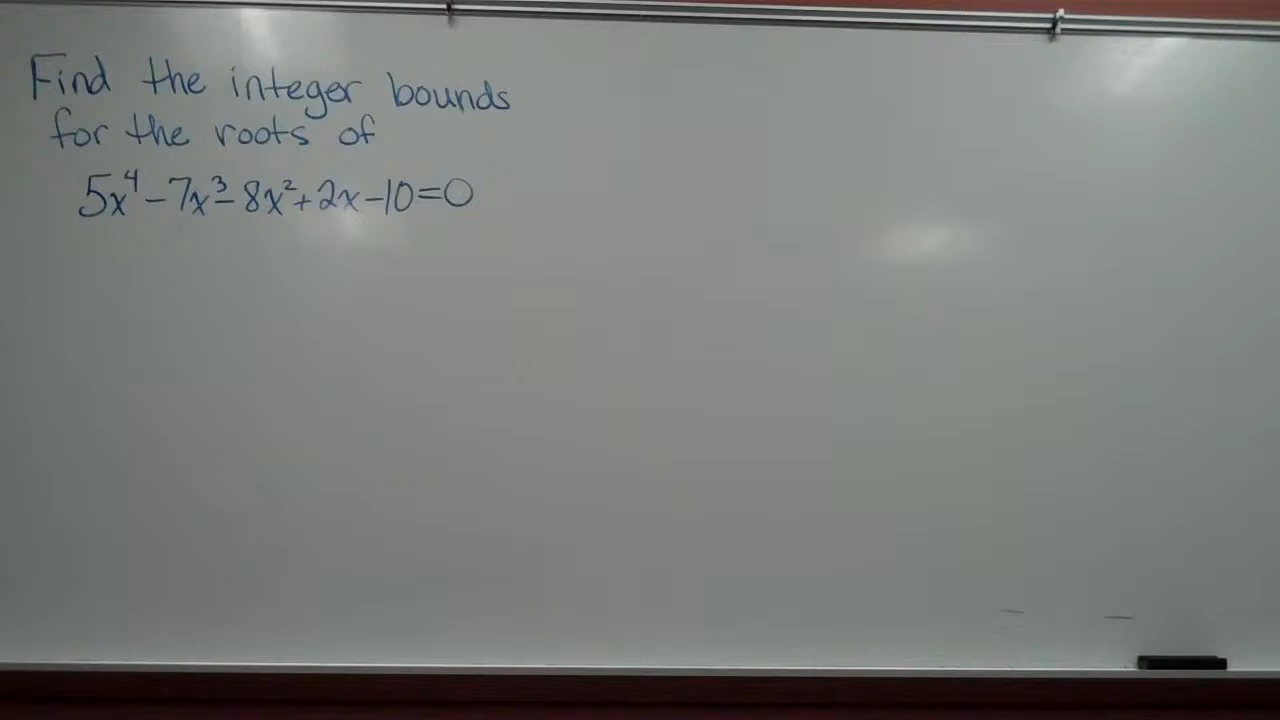 Find the integer bounds
for the roots of
5x⁴-7x³-8x²+2x-10=0